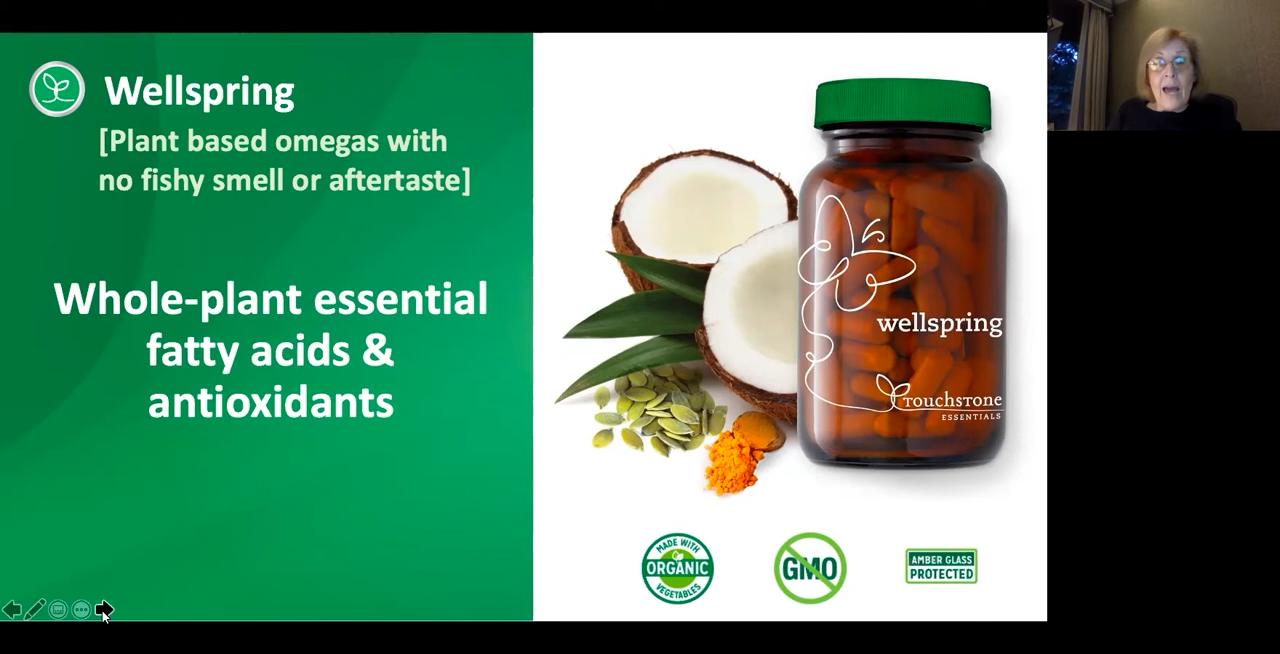 Wellspring
[Plant based omegas with
no fishy smell or aftertaste]
Whole-plant essential
fatty acids &
antioxidants
wellspring
TOUCHSTONE
ESSENTIALS
MADE WITH
ORGANIC
VEGETABLES
GMO
AMBER GLASS
PROTECTED